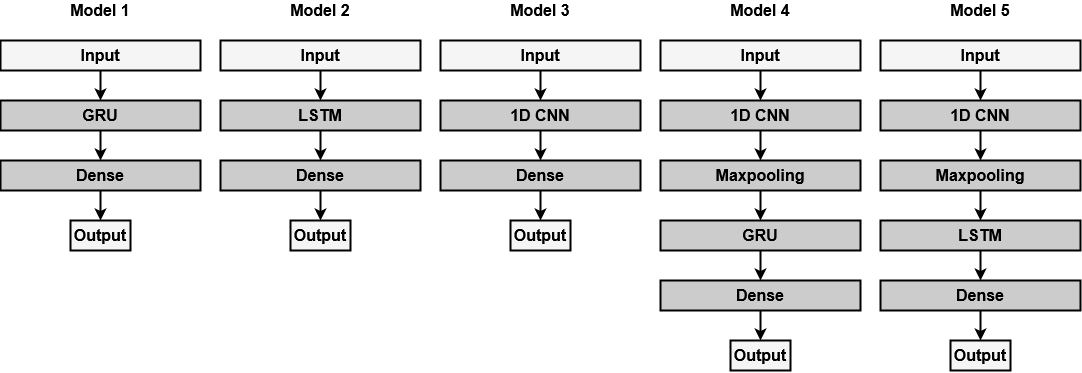 Model 1
Input
GRU
Dense
Output
Model 2
Input
LSTM
Dense
Output
Model 3
Input
1D CNN
Dense
Output
Model 4
Input
1D CNN
Maxpooling
GRU
Dense
Output
Model 5
Input
1D CNN
Maxpooling
LSTM
Dense
Output